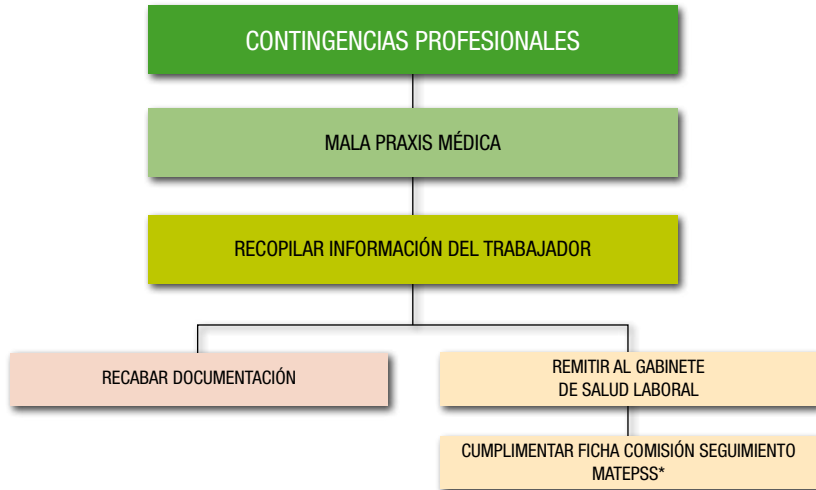 CONTINGENCIAS PROFESIONALES
MALA PRAXIS MÉDICA
RECOPILAR INFORMACIÓN DEL TRABAJADOR
RECABAR DOCUMENTACIÓN
REMITIR AL GABINETE
DE SALUD LABORAL
CUMPLIMENTAR FICHA COMISIÓN SEGUIMIENTO
MATEPSS*